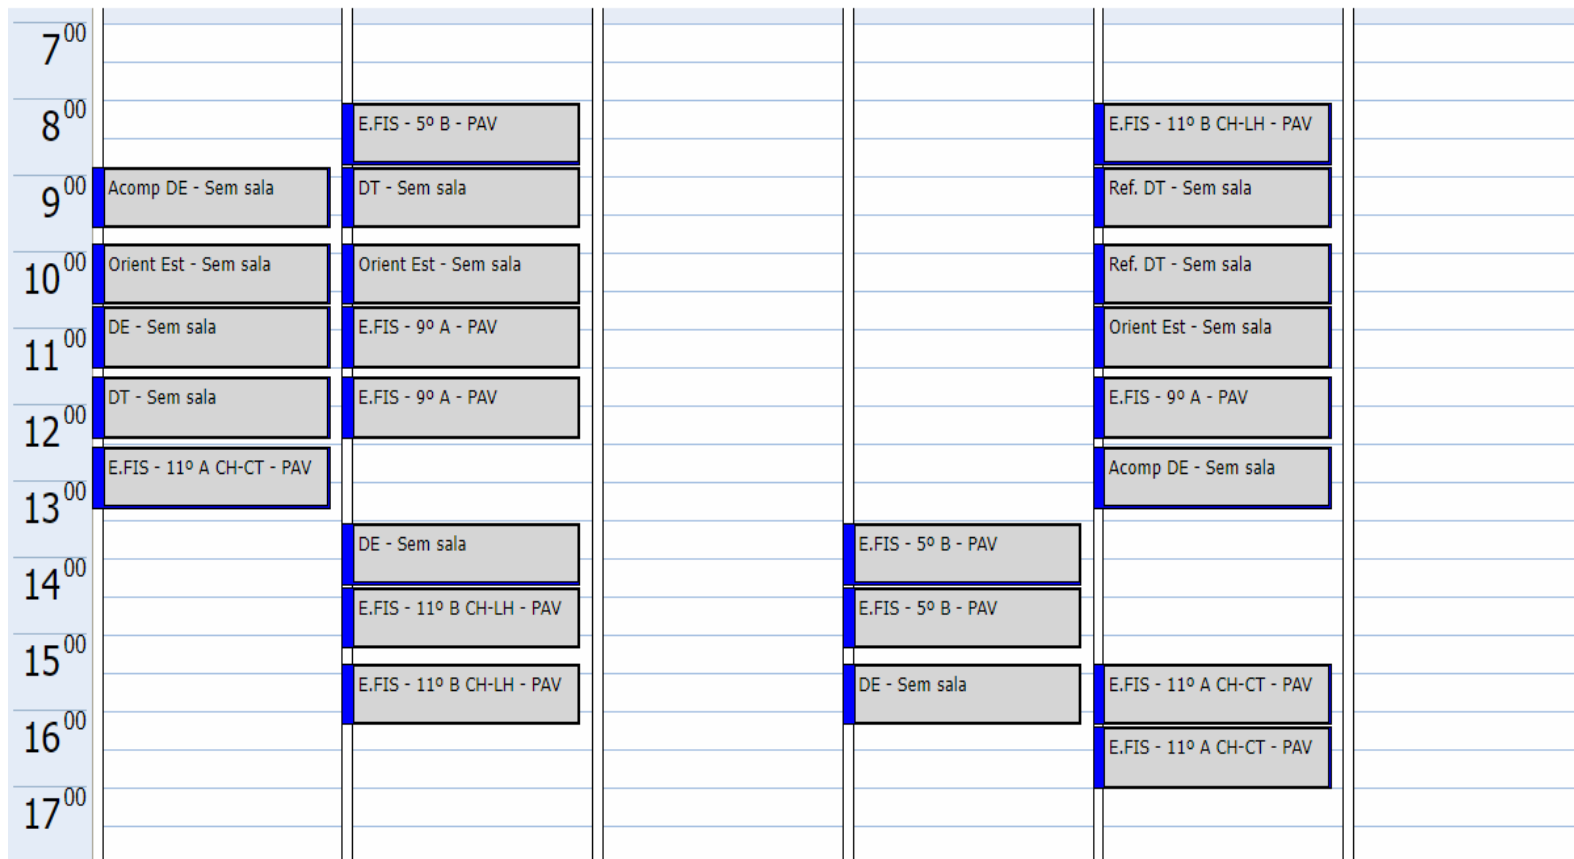 7 00
8 00
9 00
10 00
11 00
12 00
13 00
14 00
15 00
16 00
17 00
Acomp DE - Sem sala
Orient Est - Sem sala
DE - Sem sala
DT - Sem sala
E.FIS - 11º A CH-CT - PAV
E.FIS - 5º B - PAV
DT - Sem sala
Orient Est - Sem sala
E.FIS - 9º A - PAV
E.FIS - 9º A - PAV
DE - Sem sala
E.FIS - 11º B CH-LH - PAV
E.FIS - 11º B CH-LH - PAV
E.FIS - 5º B - PAV
E.FIS - 5º B - PAV
DE - Sem sala
E.FIS - 11º B CH-LH - PAV
Ref. DT - Sem sala
Ref. DT - Sem sala
Orient Est - Sem sala
E.FIS - 9º A - PAV
Acomp DE - Sem sala
E.FIS - 11º A CH-CT - PAV
E.FIS - 11º A CH-CT - PAV